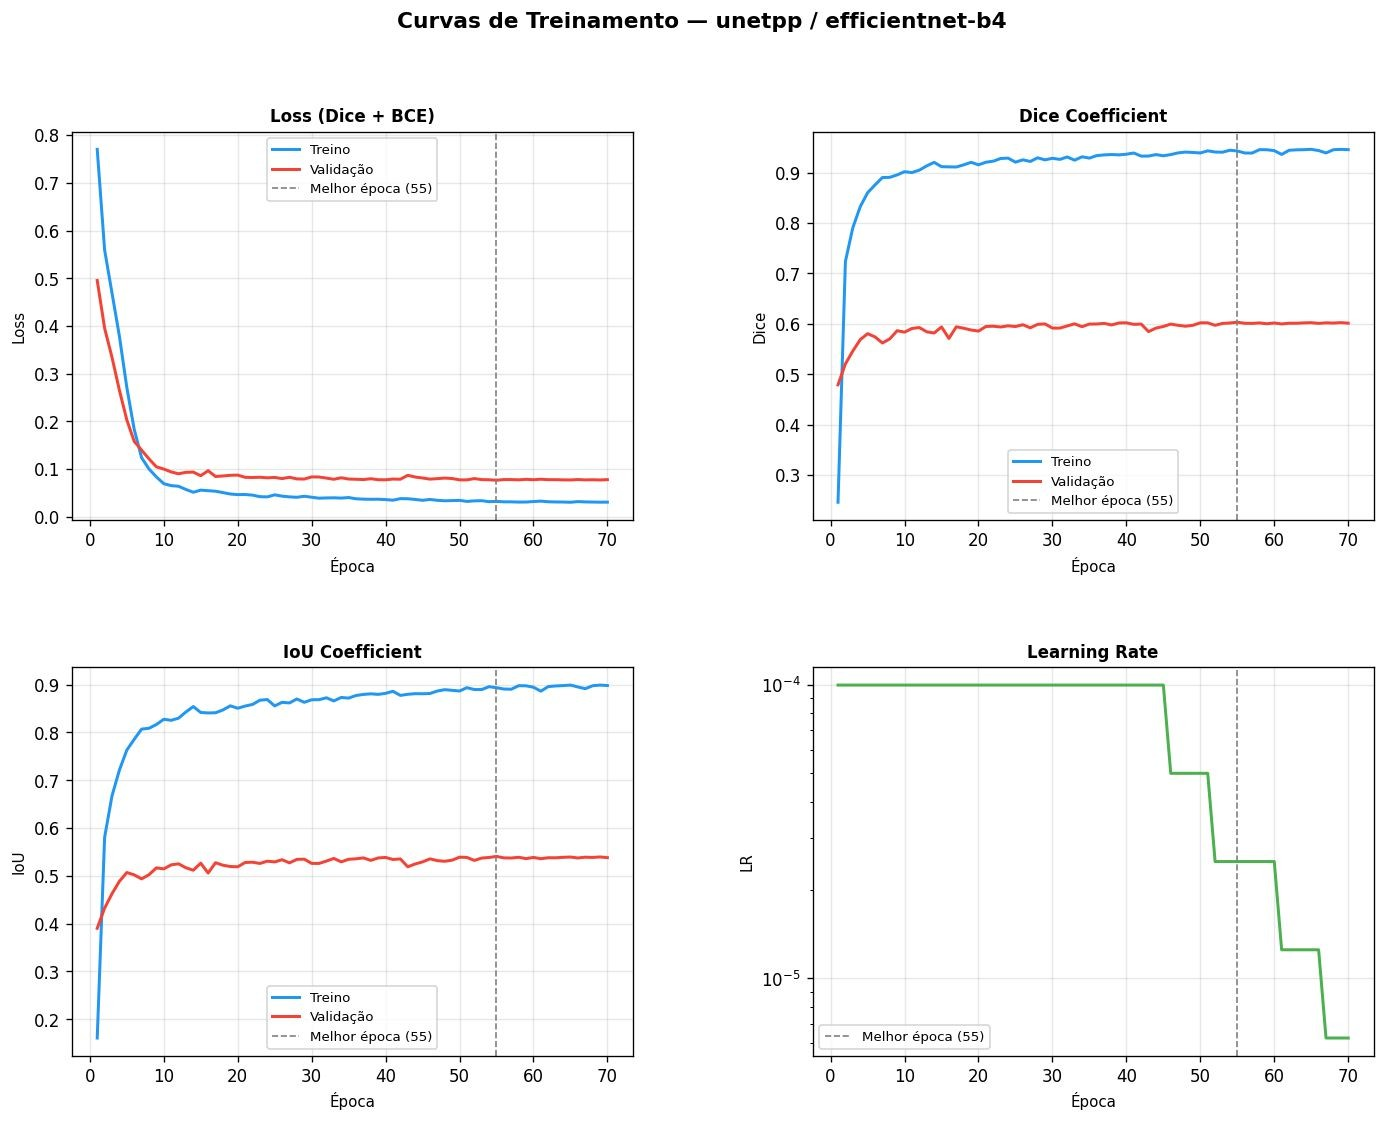 Curvas de Treinamento — unetpp / efficientnet-b4
Loss (Dice + BCE)
0.8
0.7
0.6
0.5
0.4
0.3
0.2
0.1
0.0
Loss
Treino
Validação
Melhor época (55)
0 10 20 30 40 50 60 70
Época
Dice Coefficient
0.9
0.8
0.7
0.6
0.5
0.4
0.3
Dice
Treino
Validação
Melhor época (55)
0 10 20 30 40 50 60 70
Época
IoU Coefficient
0.9
0.8
0.7
0.6
0.5
0.4
0.3
0.2
IoU
Treino
Validação
Melhor época (55)
0 10 20 30 40 50 60 70
Época
Learning Rate
10⁻⁴
10⁻⁵
LR
Melhor época (55)
0 10 20 30 40 50 60 70
Época